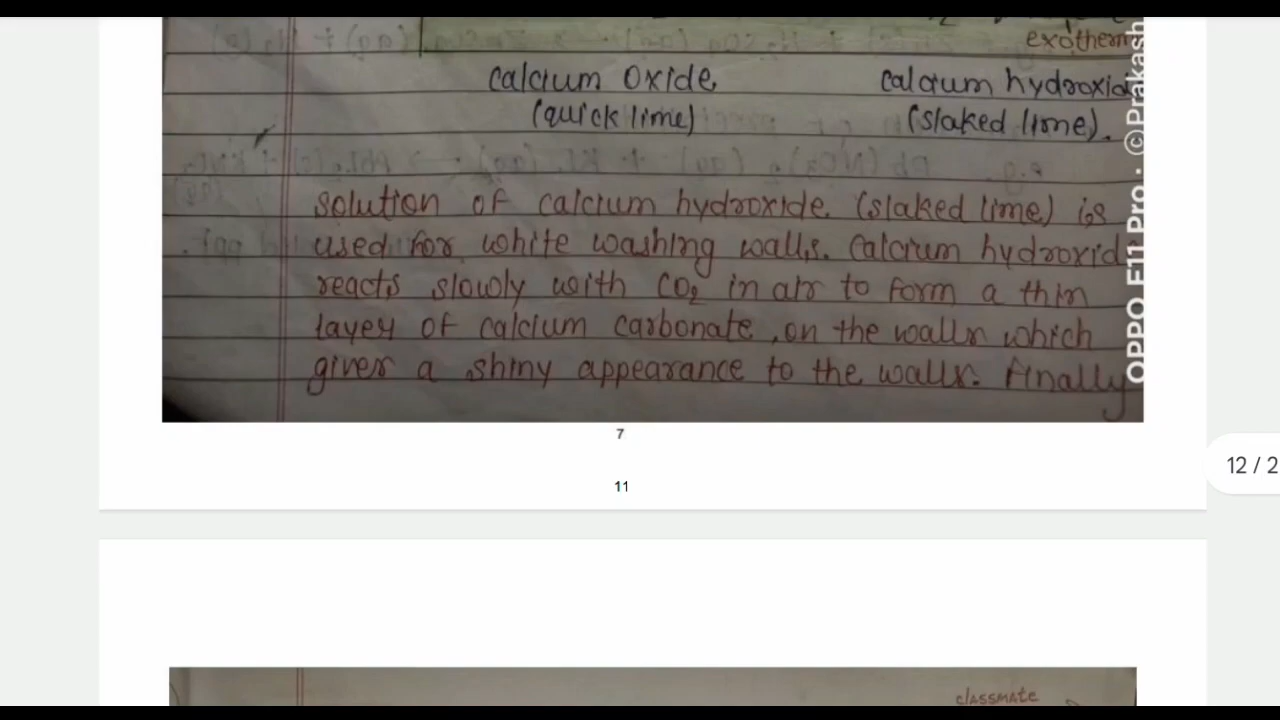 exotherm
calcium oxide calcium hydroxid
(quick lime) (slaked lime).
solution of calcium hydroxide (slaked lime) is
used for white washing walls. calcium hydroxid
reacts slowly with CO₂ in air to form a thin
layer of calcium carbonate, on the walls which
gives a shiny appearance to the walls. Finally
OPPO F11 Pro · ©Prakash
7
11
12 / 2
classmate